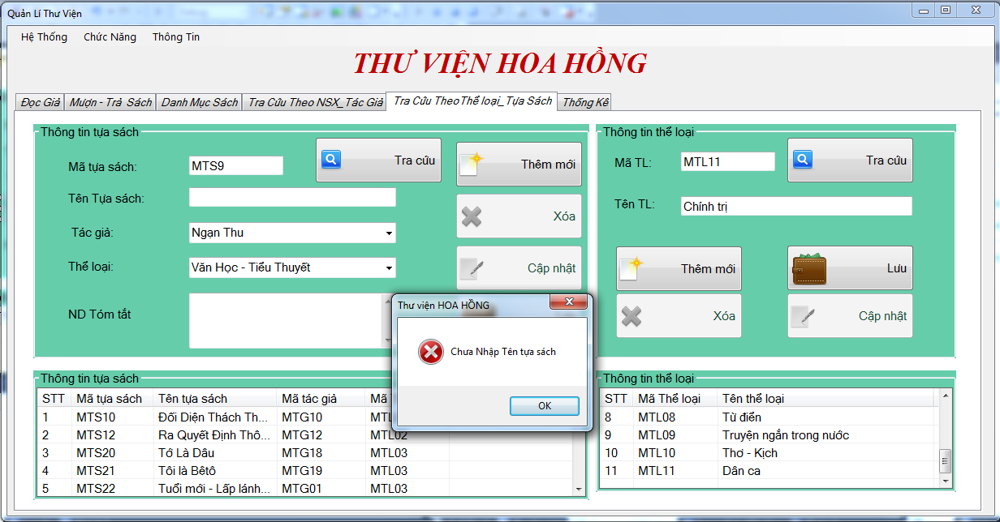 Quản Lí Thư Viện
Hệ Thống Chức Năng Thông Tin
THƯ VIỆN HOA HỒNG
Đọc Giả Mượn - Trả Sách Danh Mục Sách Tra Cứu Theo NSX_Tác Giả Tra Cứu TheoThể loại_Tựa Sách Thống Kê
Thông tin tựa sách
Mã tựa sách: MTS9 Tra cứu Thêm mới
Tên Tựa sách: Xóa
Tác giả: Ngạn Thu
Thể loại: Văn Học - Tiểu Thuyết Cập nhật
ND Tóm tắt
Thông tin thể loại
Mã TL: MTL11 Tra cứu
Tên TL: Chính trị
Thêm mới Lưu
Xóa Cập nhật
Thư viện HOA HỒNG
Chưa Nhập Tên tựa sách
OK
Thông tin tựa sách
STT Mã tựa sách Tên tựa sách Mã tác giả
1 MTS10 Đối Diện Thách Th... MTG10
2 MTS12 Ra Quyết Định Thô... MTG12 MTL02
3 MTS20 Tớ Là Dâu MTG18 MTL03
4 MTS21 Tôi là Bêtô MTG19 MTL03
5 MTS22 Tuổi mới - Lấp lánh... MTG01 MTL03
Thông tin thể loại
STT Mã Thể loại Tên thể loại
8 MTL08 Từ điển
9 MTL09 Truyện ngắn trong nước
10 MTL10 Thơ - Kịch
11 MTL11 Dân ca